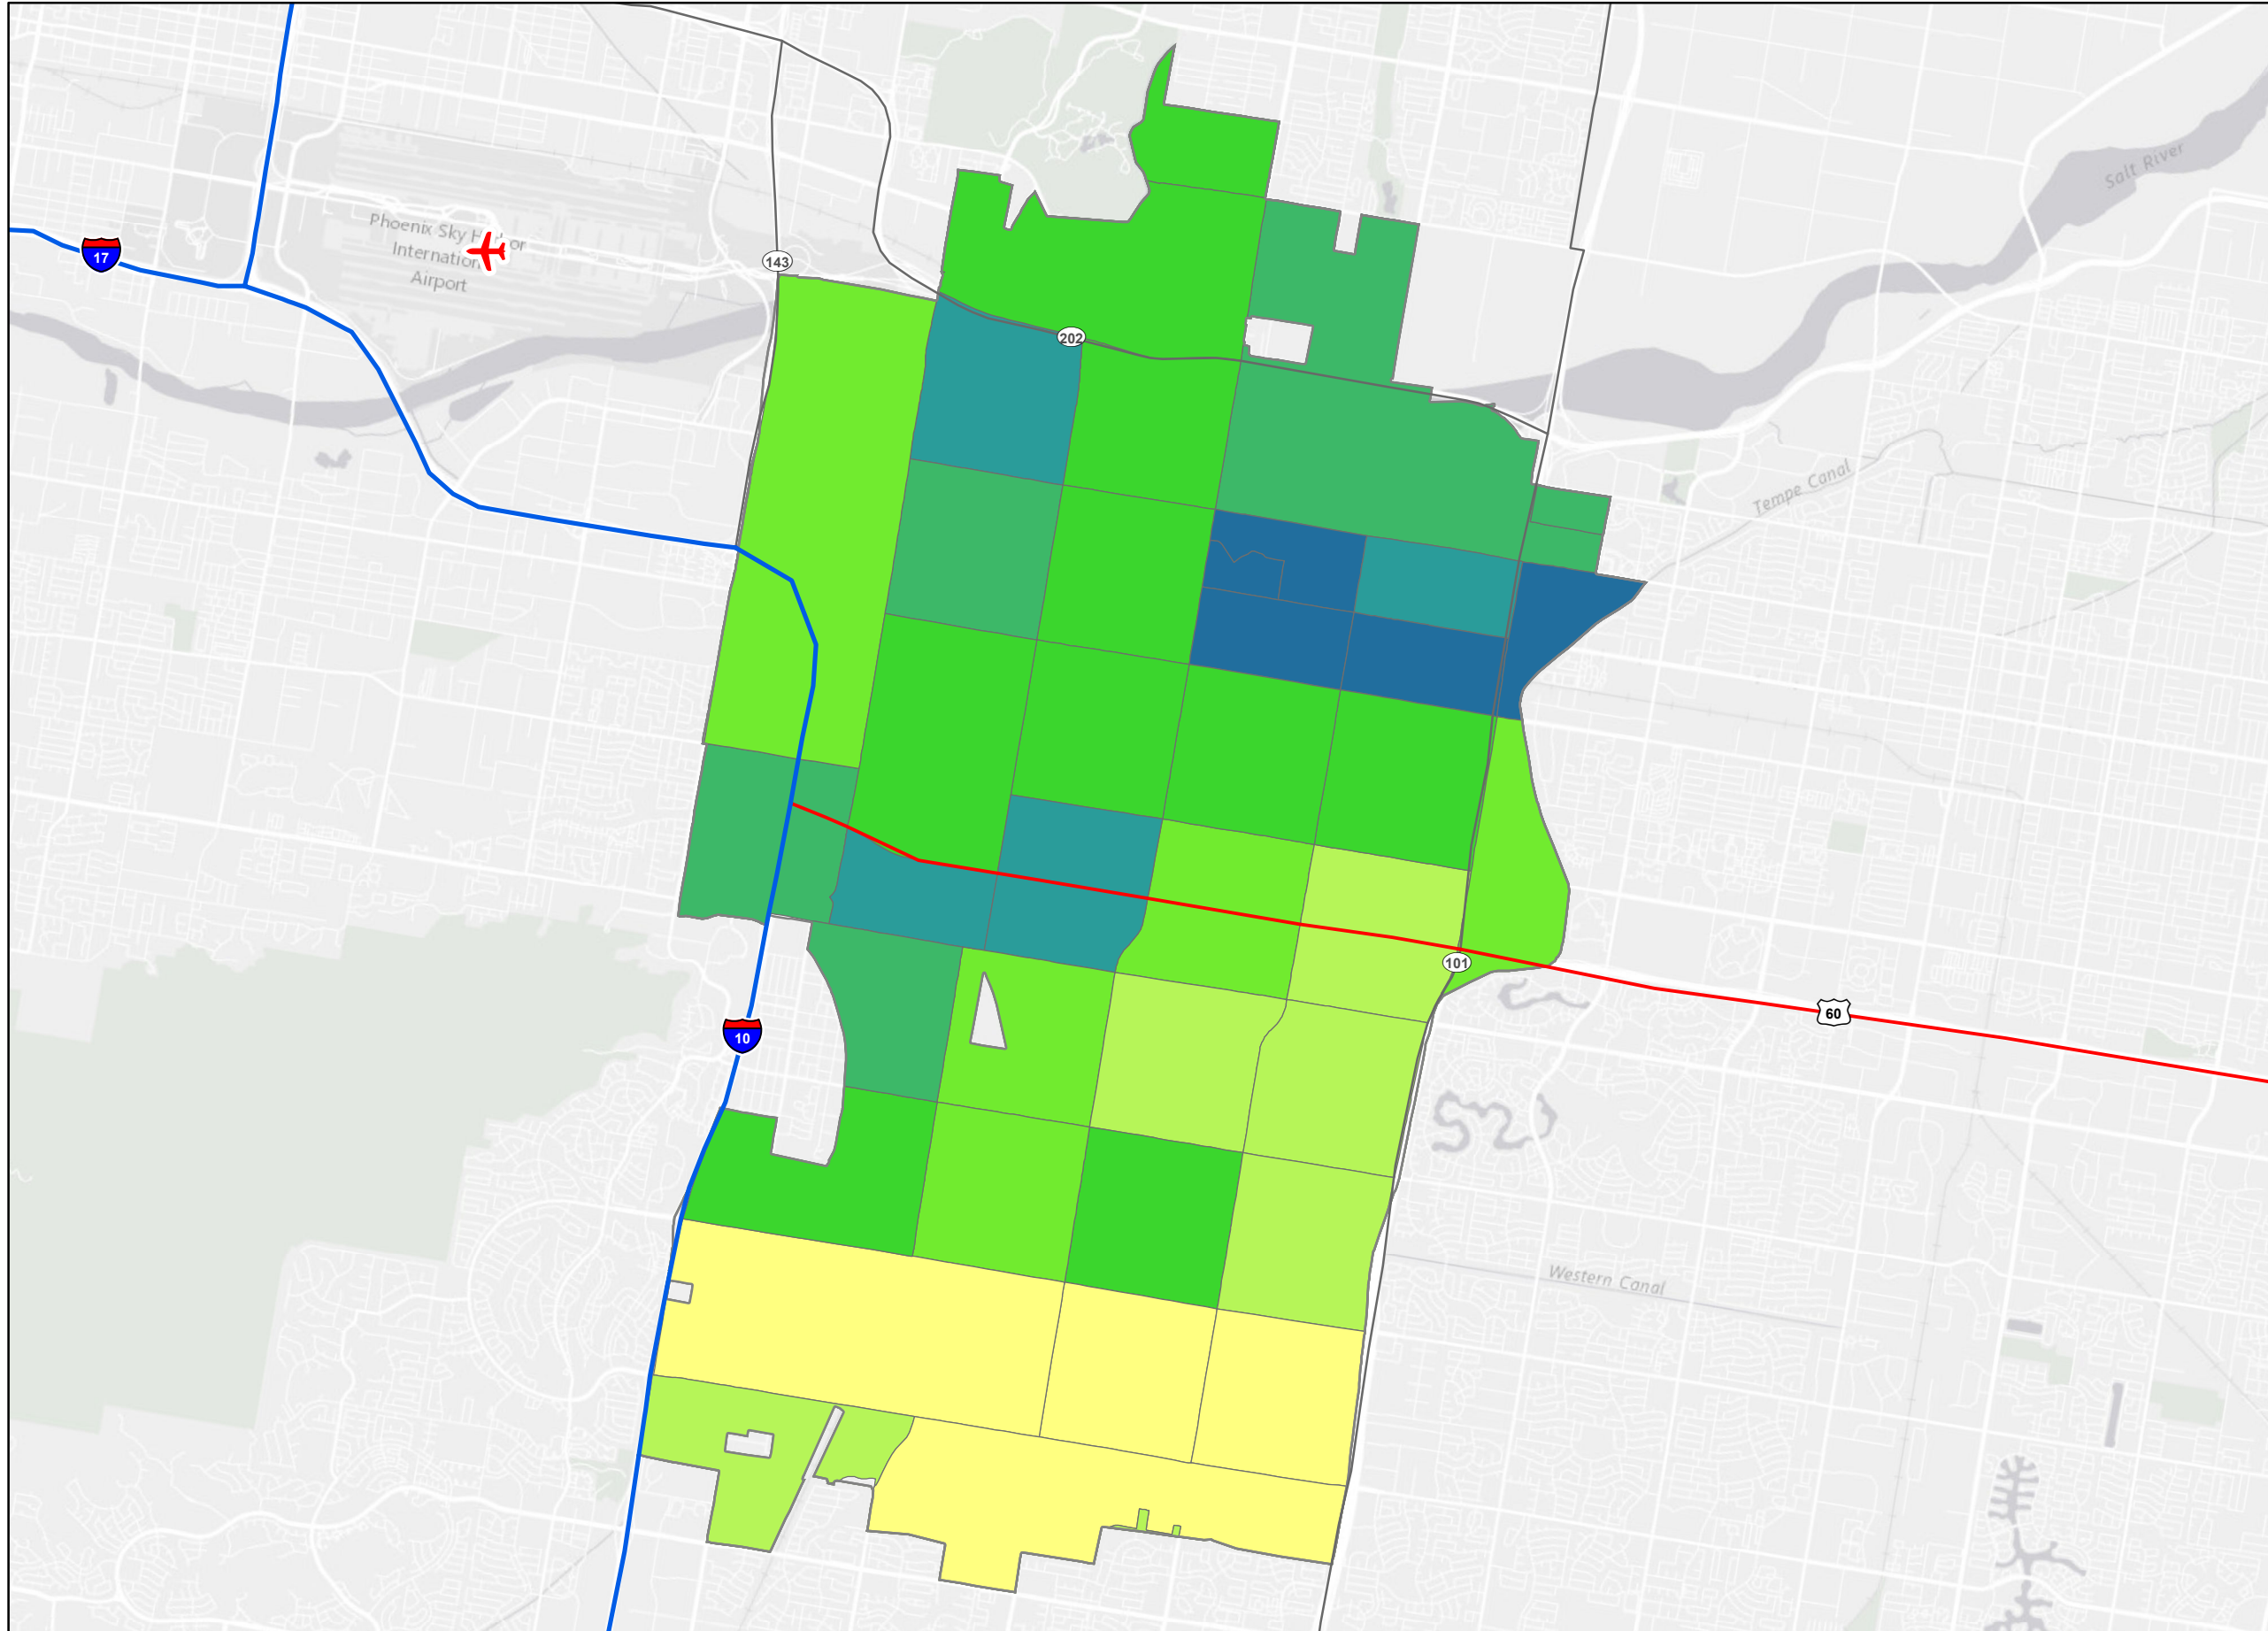 Salt River
Phoenix Sky Harbor
International
Airport
17
143
202
Tempe Canal
101
60
10
Western Canal